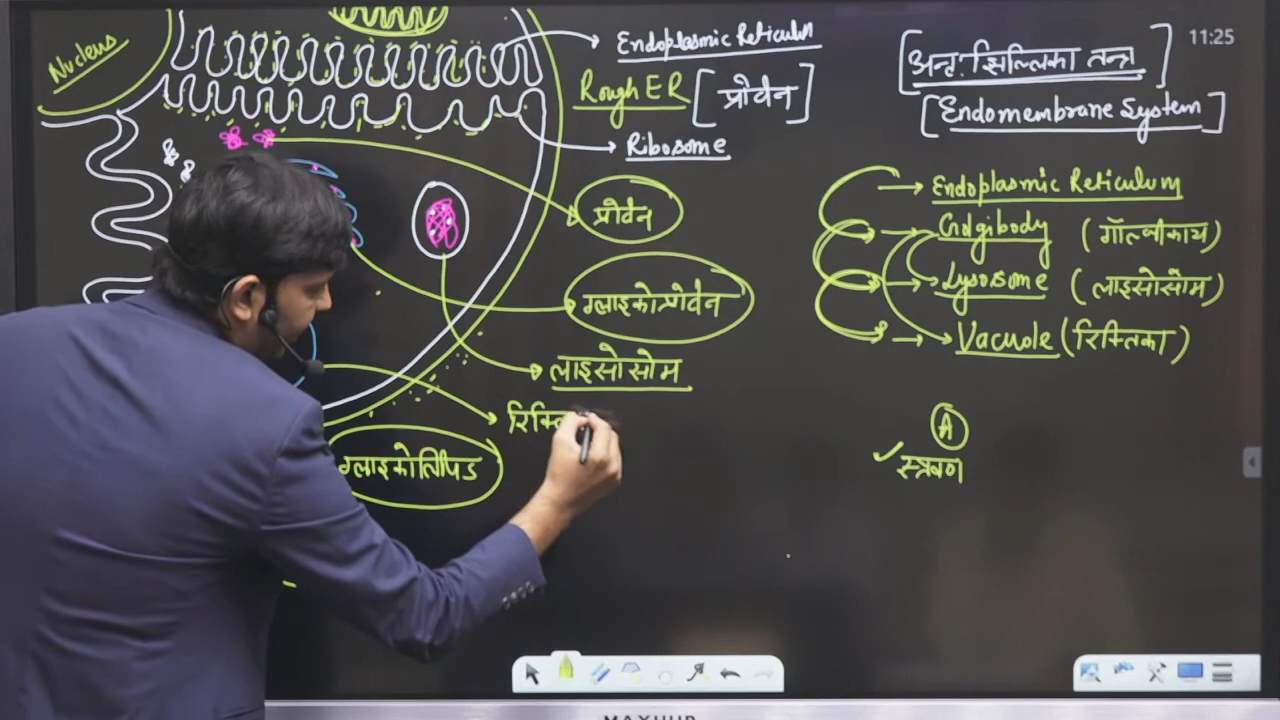 Nucleus
Endoplasmic Reticulum
Rough ER [प्रोटीन]
Ribosome
प्रोटीन
ग्लाइकोप्रोटीन
लाइसोसोम
रिक्ति
ग्लाइकोलिपिड
[अन्तः झिल्लिका तन्त्र]
[Endomembrane System]
11:25
→ Endoplasmic Reticulum
→ Golgibody (गॉल्जीकाय)
→ Lysosome (लाइसोसोम)
→ Vacuole (रिक्तिका)
A
✓ स्त्रवण